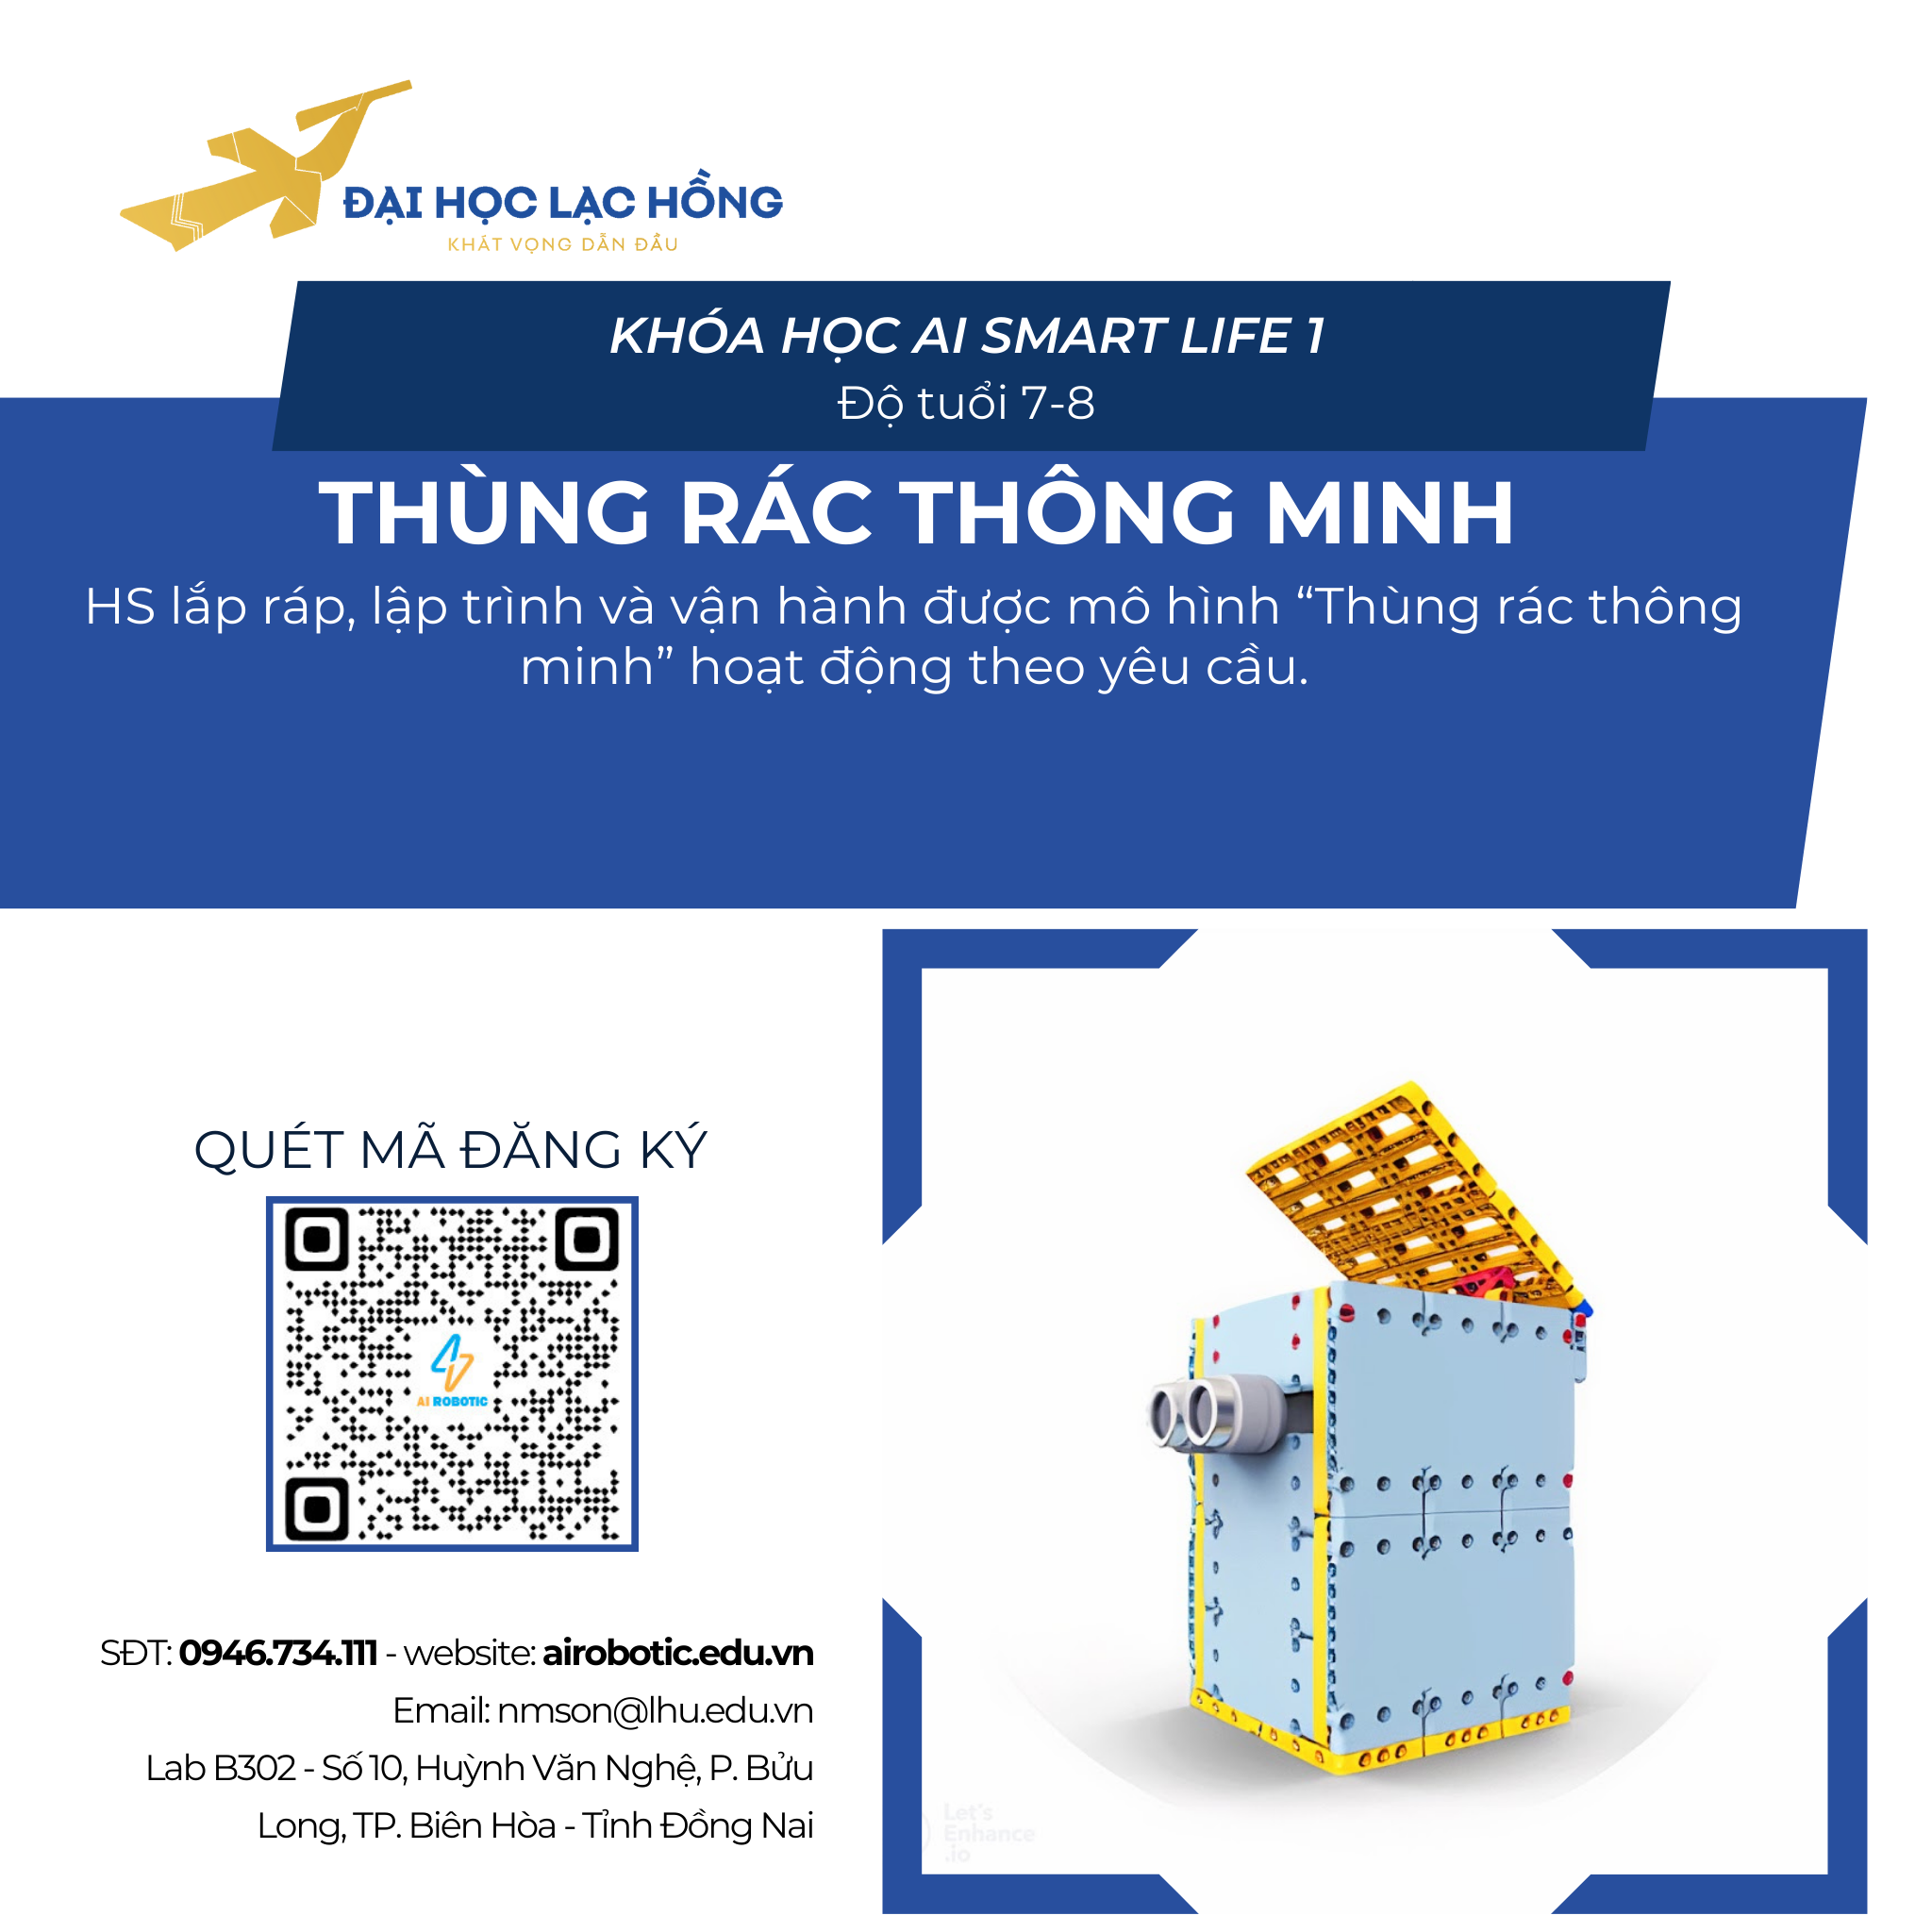 ĐẠI HỌC LẠC HỒNG
KHÁT VỌNG DẪN ĐẦU
KHÓA HỌC AI SMART LIFE 1
Độ tuổi 7-8
THÙNG RÁC THÔNG MINH
HS lắp ráp, lập trình và vận hành được mô hình “Thùng rác thông
minh” hoạt động theo yêu cầu.
QUÉT MÃ ĐĂNG KÝ
AI ROBOTIC
SĐT: 0946.734.111 - website: airobotic.edu.vn
Email: nmson@lhu.edu.vn
Lab B302 - Số 10, Huỳnh Văn Nghệ, P. Bửu
Long, TP. Biên Hòa - Tỉnh Đồng Nai
Let's
Enhance
.io